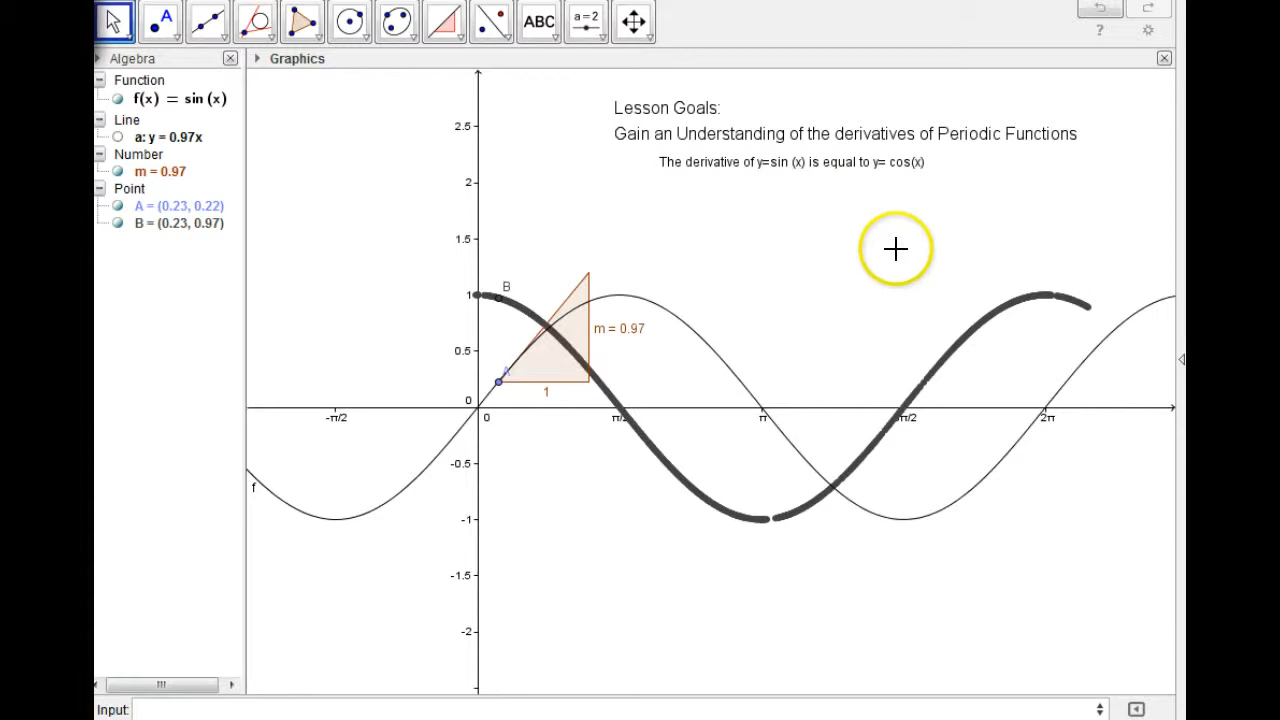 ABC
a=2
?
Algebra
Graphics
Function
f(x) = sin (x)
Line
a: y = 0.97x
Number
m = 0.97
Point
A = (0.23, 0.22)
B = (0.23, 0.97)
Lesson Goals:
Gain an Understanding of the derivatives of Periodic Functions
The derivative of y=sin (x) is equal to y= cos(x)
2.5
2
1.5
1
0.5
0
-0.5
-1
-1.5
-2
-π/2
0
π/2
π
3π/2
2π
B
A
m = 0.97
1
f
Input: